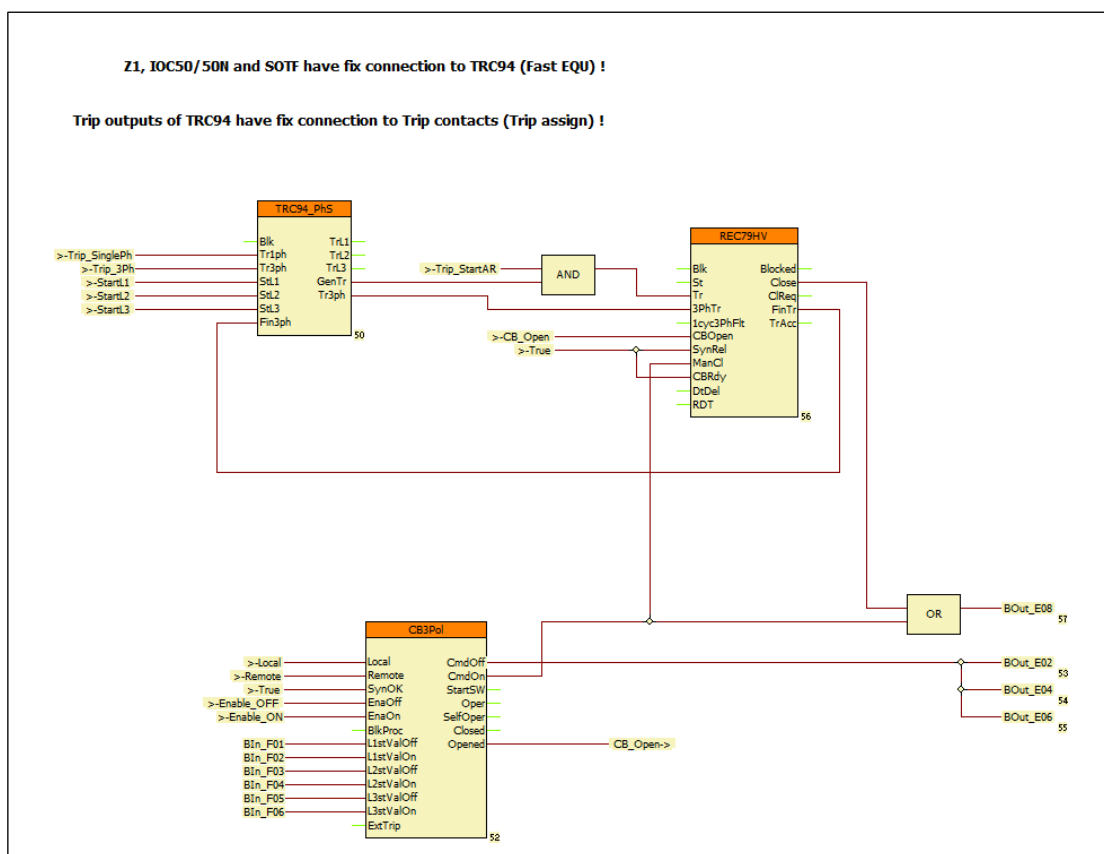 Z1, IOC50/50N and SOTF have fix connection to TRC94 (Fast EQU) !
Trip outputs of TRC94 have fix connection to Trip contacts (Trip assign) !
TRC94_PhS
Blk TrL1
>-Trip_SinglePh Tr1ph TrL2
>-Trip_3Ph Tr3ph TrL3
>-StartL1 StL1 GenTr
>-StartL2 StL2 Tr3ph
>-StartL3 StL3
Fin3ph
50
>-Trip_StartAR
AND
REC79HV
Blk Blocked
St Close
Tr ClReq
3PhTr FinTr
1cyc3PhFlt TrAcc
>-CB_Open CBOpen
>-True SynRel
ManCl
CBRdy
DtDel
RDT
56
OR
BOut_E08
57
CB3Pol
>-Local Local CmdOff
>-Remote Remote CmdOn
>-True SynOK StartSW
>-Enable_OFF EnaOff Oper
>-Enable_ON EnaOn SelfOper
BlkProc Closed
BIn_F01 L1stValOff Opened
BIn_F02 L1stValOn
BIn_F03 L2stValOff
BIn_F04 L2stValOn
BIn_F05 L3stValOff
BIn_F06 L3stValOn
ExtTrip
52
CB_Open->
BOut_E02
53
BOut_E04
54
BOut_E06
55